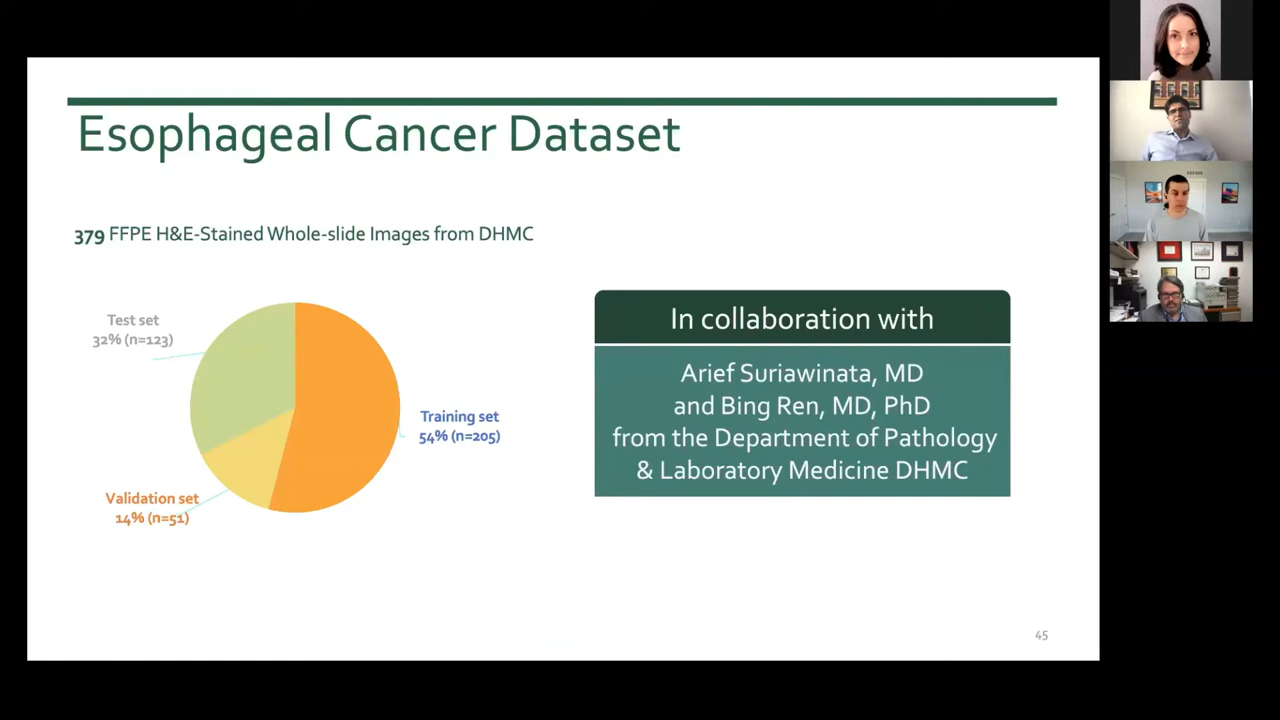 Esophageal Cancer Dataset
379 FFPE H&E-Stained Whole-slide Images from DHMC
Test set
32% (n=123)
Training set
54% (n=205)
Validation set
14% (n=51)
In collaboration with
Arief Suriawinata, MD
and Bing Ren, MD, PhD
from the Department of Pathology
& Laboratory Medicine DHMC
45